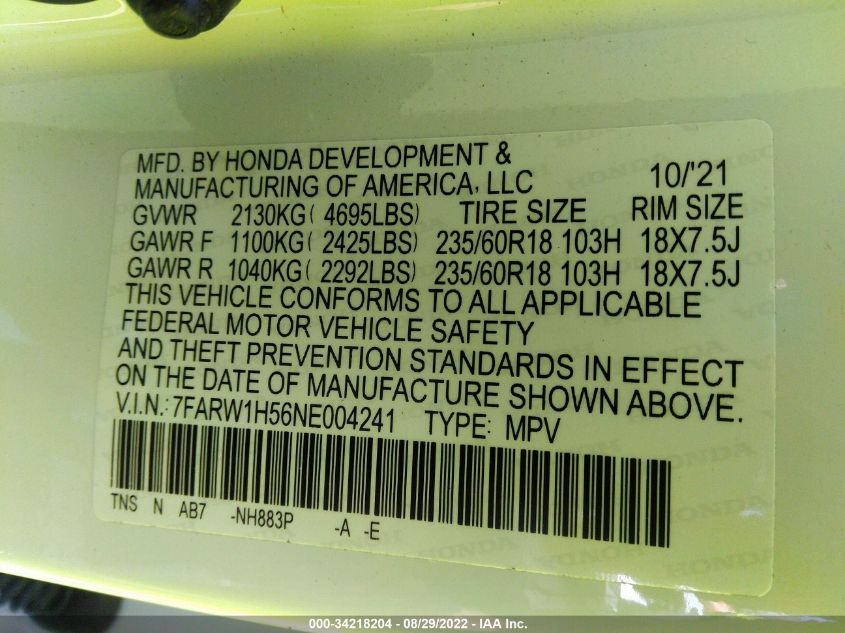 MFD. BY HONDA DEVELOPMENT &
MANUFACTURING OF AMERICA, LLC 10/'21
GVWR 2130KG( 4695LBS) TIRE SIZE RIM SIZE
GAWR F 1100KG( 2425LBS) 235/60R18 103H 18X7.5J
GAWR R 1040KG( 2292LBS) 235/60R18 103H 18X7.5J
THIS VEHICLE CONFORMS TO ALL APPLICABLE
FEDERAL MOTOR VEHICLE SAFETY
AND THEFT PREVENTION STANDARDS IN EFFECT
ON THE DATE OF MANUFACTURE SHOWN ABOVE.
V.I.N.: 7FARW1H56NE004241 TYPE: MPV
TNS N AB7 -NH883P -A -E
000-34218204 - 08/29/2022 - IAA Inc.